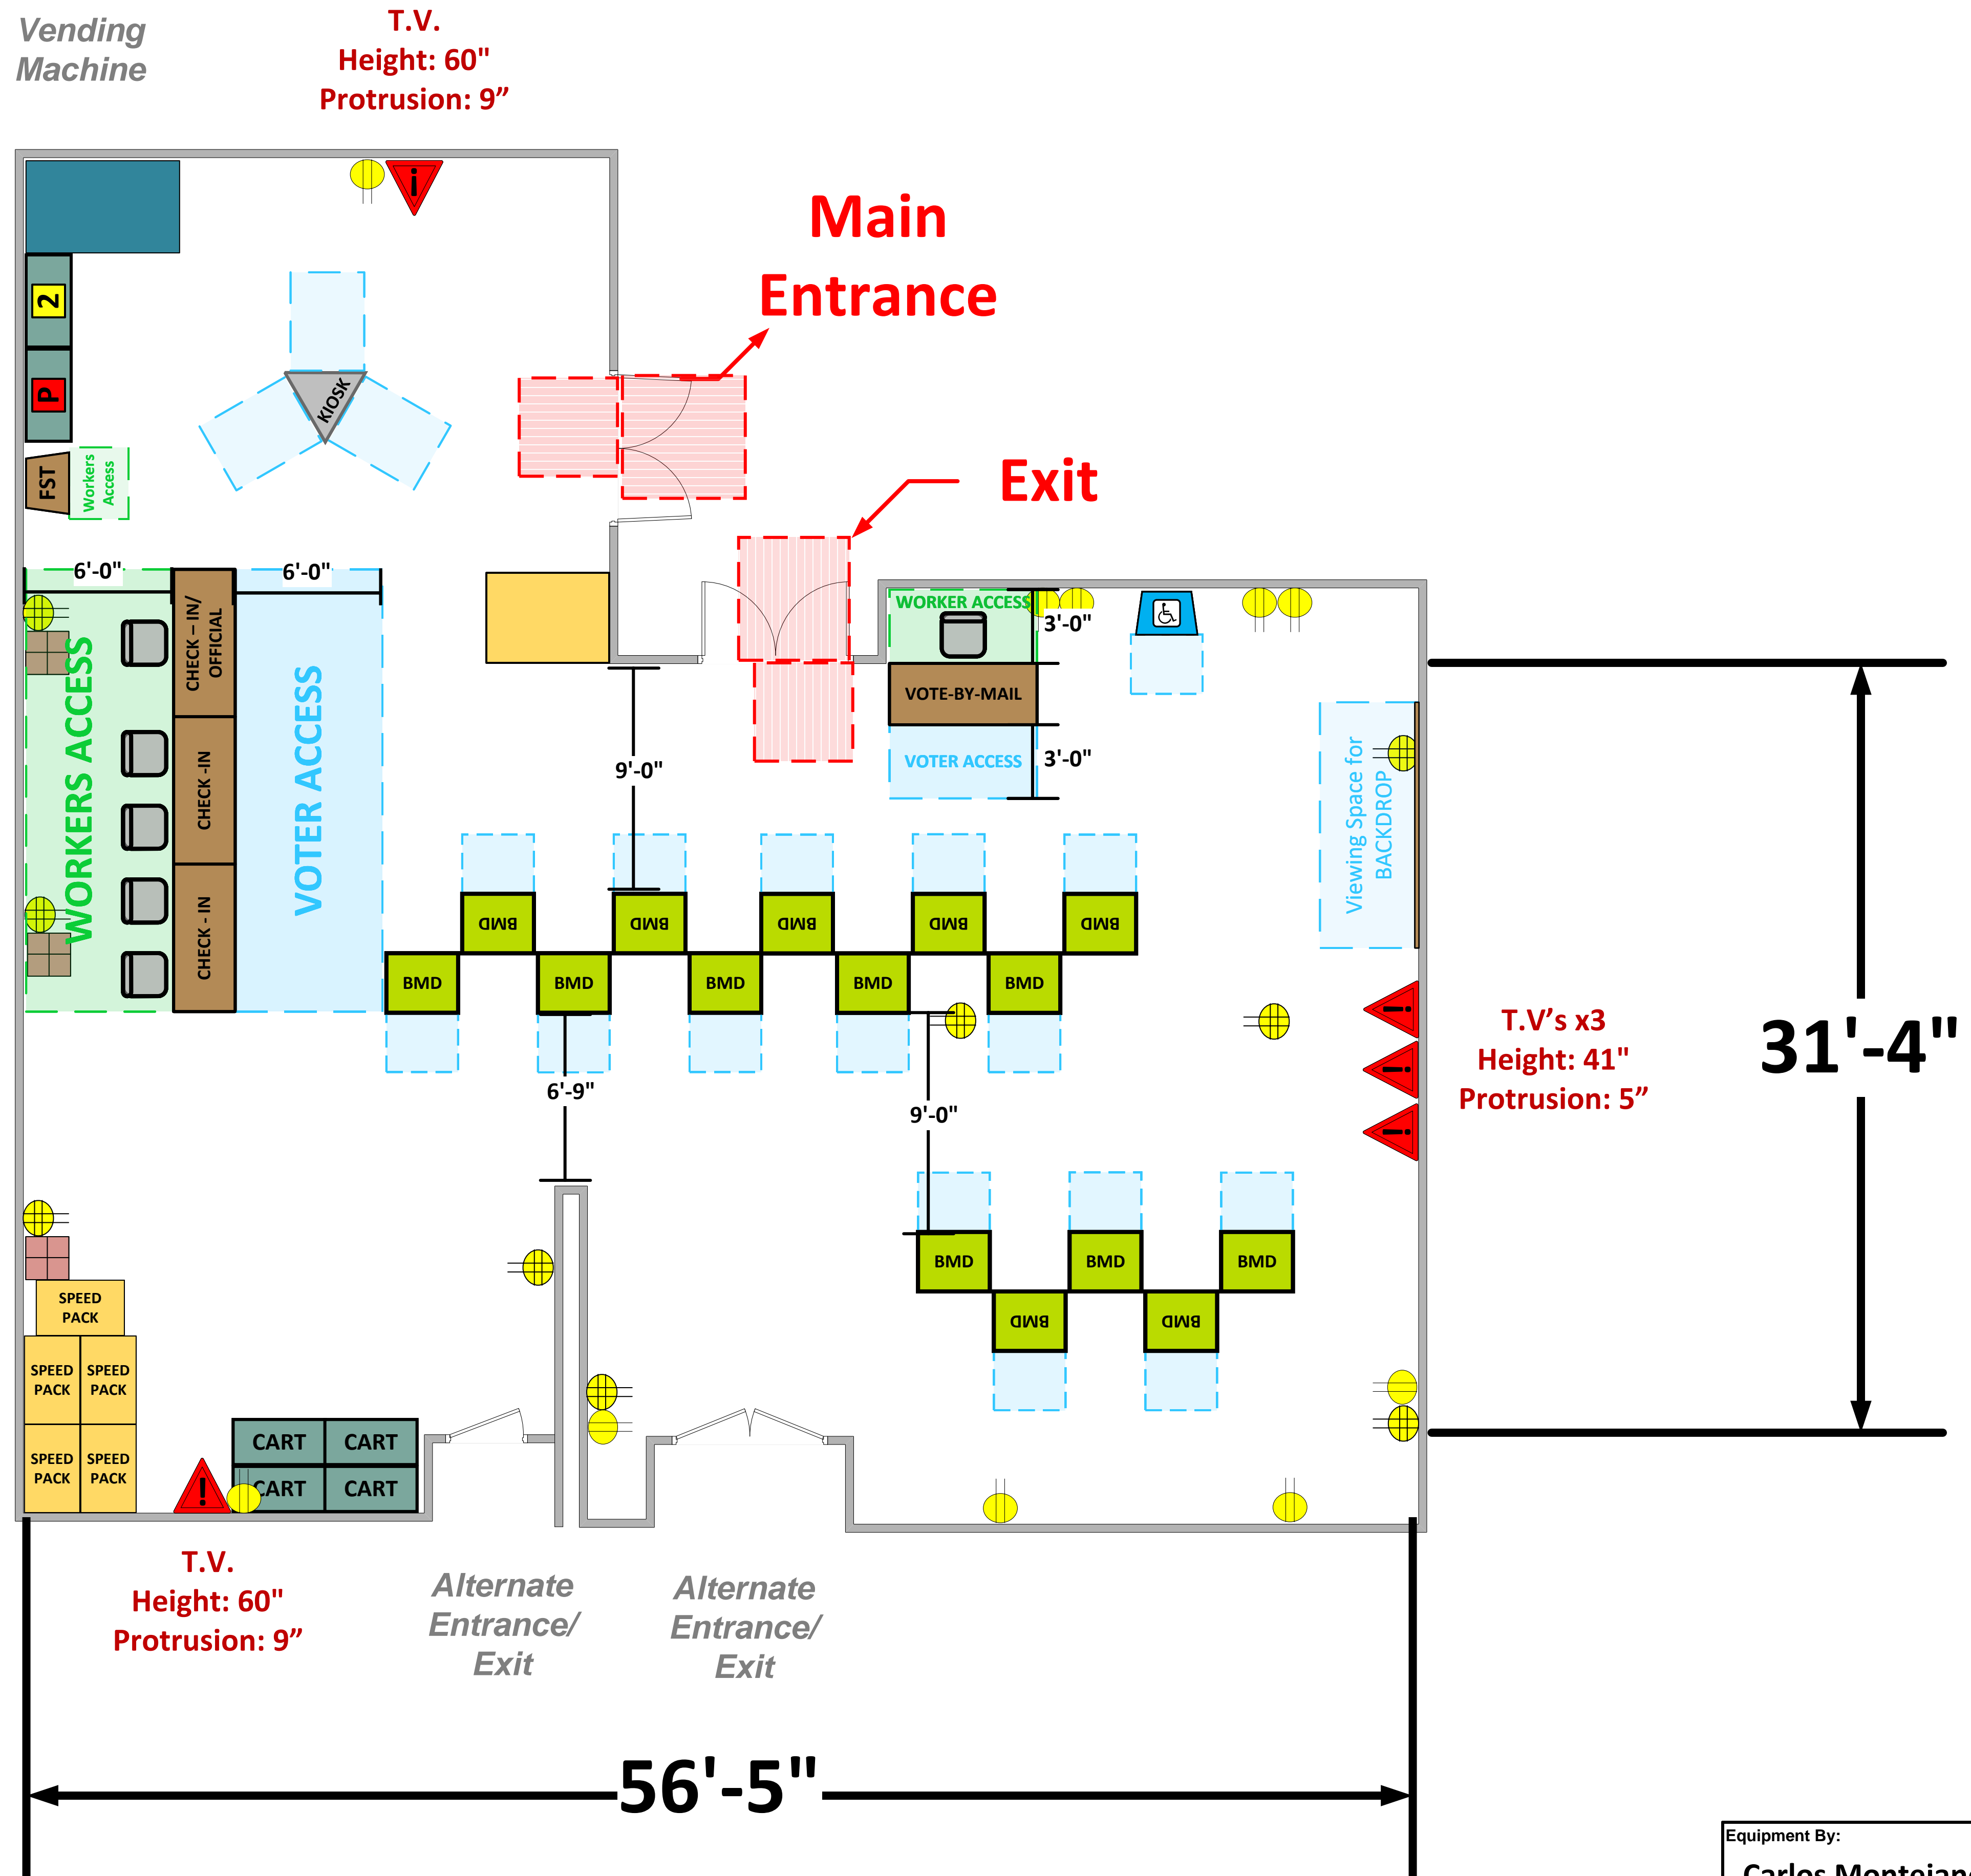 Vending
Machine
T.V.
Height: 60"
Protrusion: 9”
Main
Entrance
2
P
KIOSK
FST
Workers
Access
Exit
6'-0"
6'-0"
CHECK – IN/
OFFICIAL
CHECK -IN
CHECK - IN
WORKERS ACCESS
VOTER ACCESS
WORKER ACCESS
3'-0"
VOTE-BY-MAIL
VOTER ACCESS
3'-0"
9'-0"
Viewing Space for
BACKDROP
BMD
BMD
BMD
BMD
BMD
BMD
BMD
BMD
BMD
BMD
6'-9"
9'-0"
T.V’s x3
Height: 41"
Protrusion: 5”
31'-4"
BMD
BMD
BMD
BMD
BMD
SPEED
PACK
SPEED
PACK
SPEED
PACK
SPEED
PACK
SPEED
PACK
CART
CART
CART
CART
T.V.
Height: 60"
Protrusion: 9”
Alternate
Entrance/
Exit
Alternate
Entrance/
Exit
56'-5"
Equipment By:
Carlos